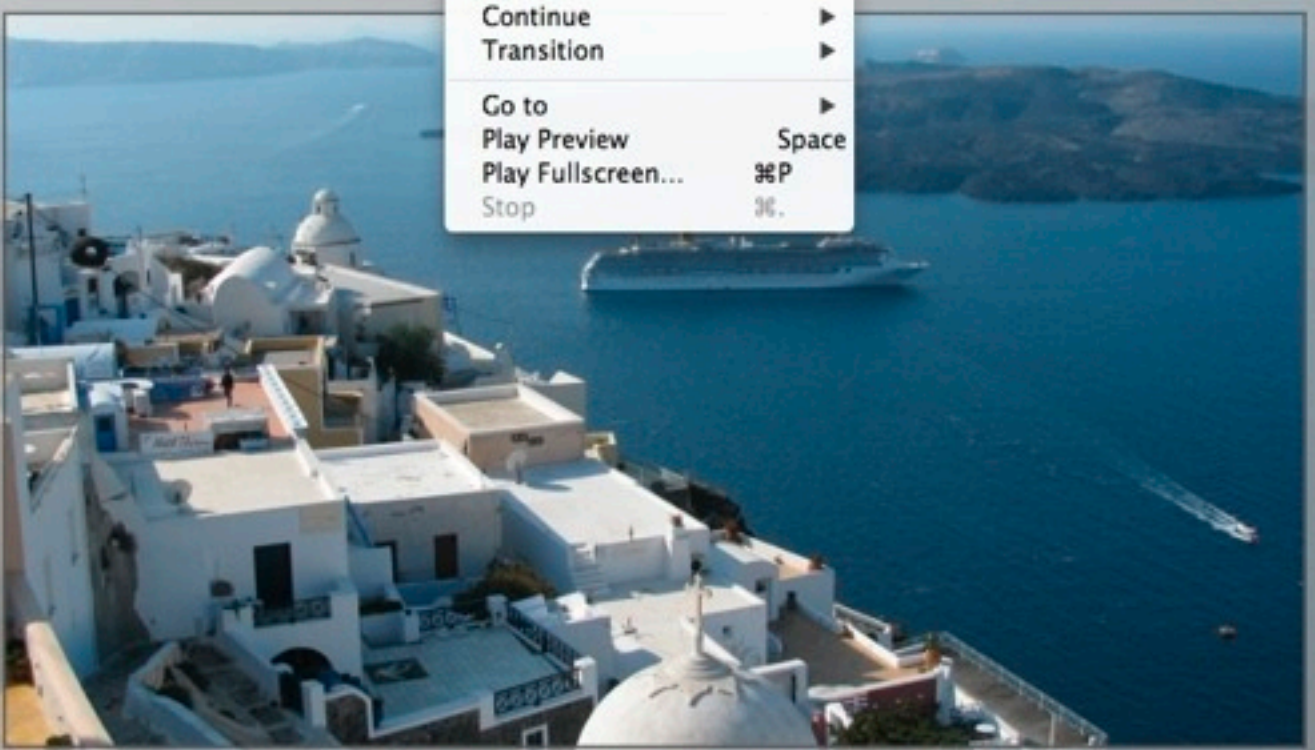 Continue
Transition
Go to
Play Preview Space
Play Fullscreen... ⌘P
Stop ⌘.